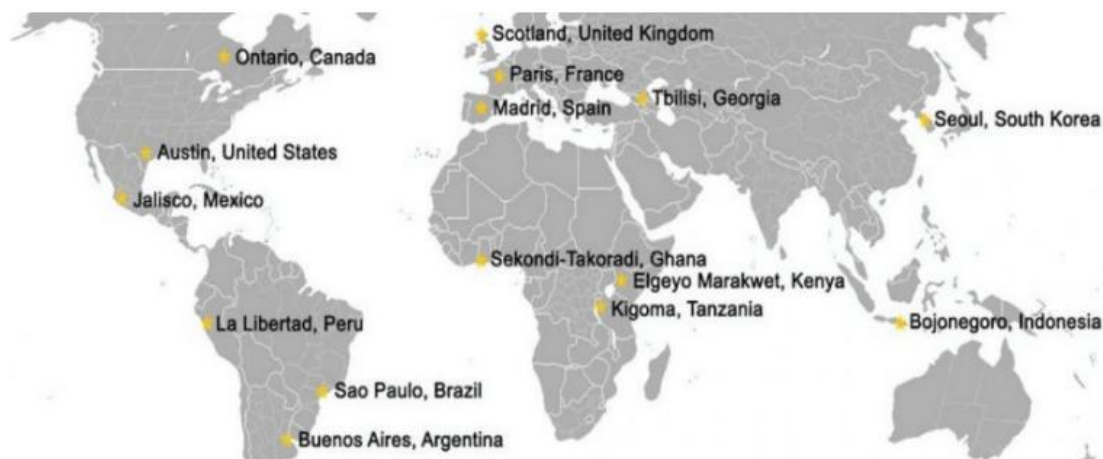 Scotland, United Kingdom
Ontario, Canada
Paris, France
Tbilisi, Georgia
Madrid, Spain
Seoul, South Korea
Austin, United States
Jalisco, Mexico
Sekondi-Takoradi, Ghana
Elgeyo Marakwet, Kenya
Kigoma, Tanzania
La Libertad, Peru
Bojonegoro, Indonesia
Sao Paulo, Brazil
Buenos Aires, Argentina